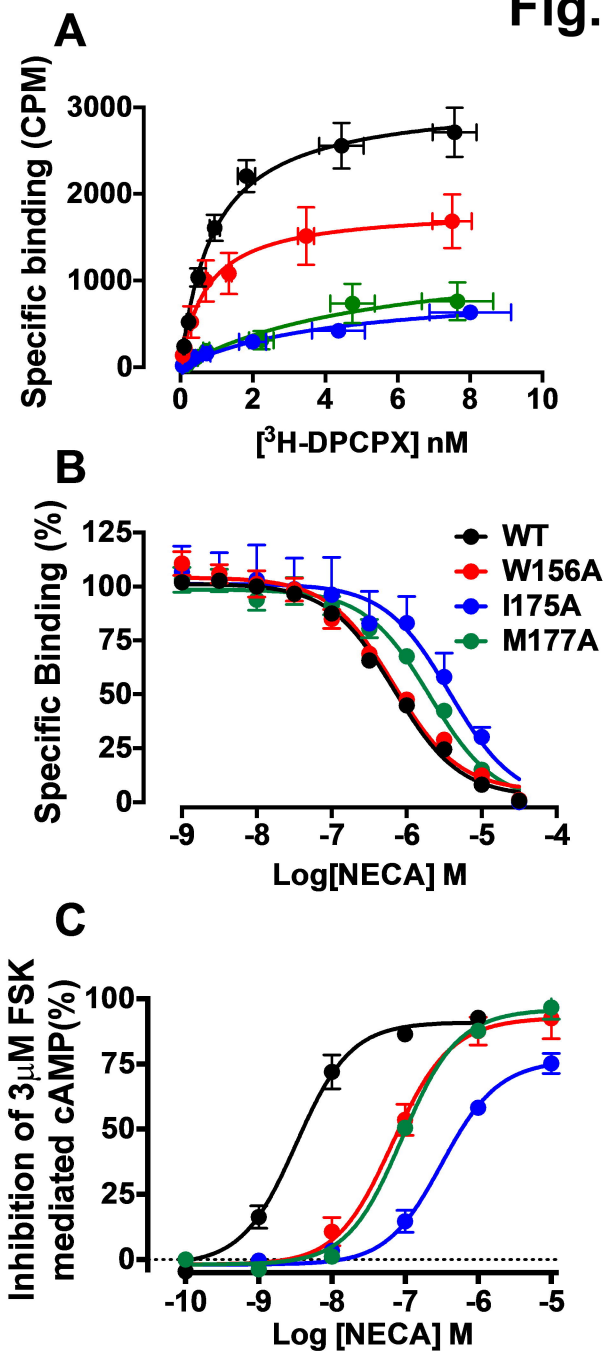 Fig.
A
Specific binding (CPM)
3000
2000
1000
0
0 2 4 6 8 10
[³H-DPCPX] nM
B
Specific Binding (%)
125
100
75
50
25
0
WT
W156A
I175A
M177A
-9 -8 -7 -6 -5 -4
Log[NECA] M
C
Inhibition of 3μM FSK
mediated cAMP(%)
100
75
50
25
0
-10 -9 -8 -7 -6 -5
Log [NECA] M